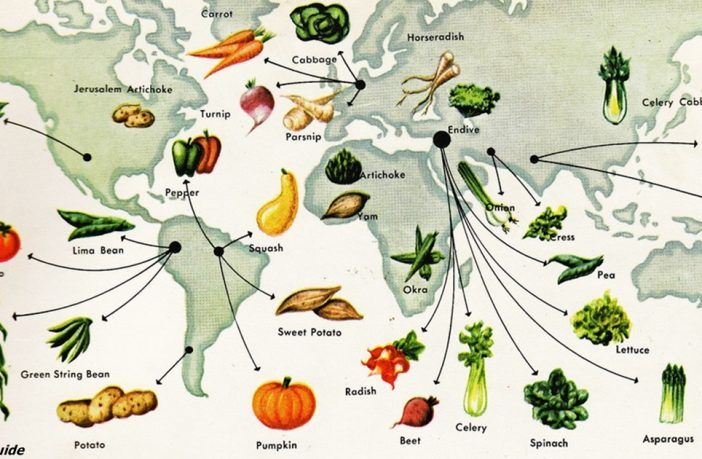 Carrot
Horseradish
Cabbage
Jerusalem Artichoke
Celery Cabb
Turnip
Parsnip
Endive
Artichoke
Pepper
Yam
Onion
Cress
Lima Bean
Squash
o
Pea
Okra
Sweet Potato
Lettuce
Green String Bean
Radish
Potato
Pumpkin
Beet
Celery
Spinach
Asparagus
uide